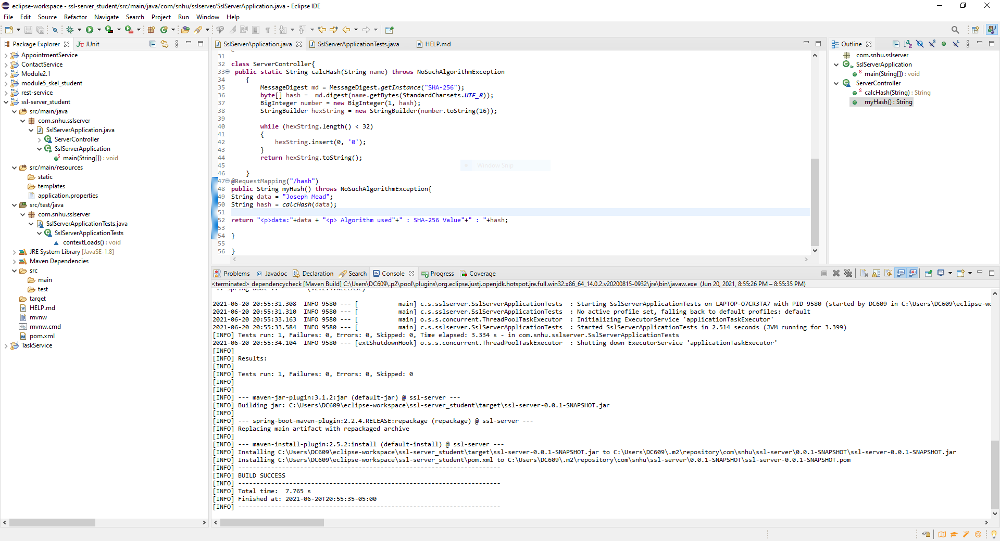 eclipse-workspace - ssl-server_student/src/main/java/com/snhu/sslserver/SslServerApplication.java - Eclipse IDE
File Edit Source Refactor Navigate Search Project Run Window Help
Package Explorer JUnit
AppointmentService
ContactService
Module2.1
module5_skel_student
rest-service
ssl-server_student
src/main/java
com.snhu.sslserver
SslServerApplication.java
ServerController
SslServerApplication
main(String[]) : void
src/main/resources
static
templates
application.properties
src/test/java
com.snhu.sslserver
SslServerApplicationTests.java
SslServerApplicationTests
contextLoads() : void
JRE System Library [JavaSE-1.8]
Maven Dependencies
src
main
test
target
HELP.md
mvnw
mvnw.cmd
pom.xml
TaskService
SslServerApplication.java SslServerApplicationTests.java HELP.md
31
32 class ServerController{
33 public static String calcHash(String name) throws NoSuchAlgorithmException
34 {
35 MessageDigest md = MessageDigest.getInstance("SHA-256");
36 byte[] hash = md.digest(name.getBytes(StandardCharsets.UTF_8));
37 BigInteger number = new BigInteger(1, hash);
38 StringBuilder hexString = new StringBuilder(number.toString(16));
39
40 while (hexString.length() < 32)
41 {
42 hexString.insert(0, '0');
43 }
44 return hexString.toString();
45
Window Snip
46 }
47 @RequestMapping("/hash")
48 public String myHash() throws NoSuchAlgorithmException{
49 String data = "Joseph Mead";
50 String hash = calcHash(data);
51
52 return "<p>data:"+data + "<p> Algorithm used"+" : SHA-256 Value"+" : "+hash;
53
54 }
55
56 }
Outline
com.snhu.sslserver
SslServerApplication
main(String[]) : void
ServerController
calcHash(String) : String
myHash() : String
Problems Javadoc Declaration Search Console Progress Coverage
<terminated> dependencycheck [Maven Build] C:\Users\DC609\.p2\pool\plugins\org.eclipse.justj.openjdk.hotspot.jre.full.win32.x86_64_14.0.2.v20200815-0932\jre\bin\javaw.exe (Jun 20, 2021, 8:55:26 PM – 8:55:35 PM)
:: Spring Boot :: (v2.2.4.RELEASE)
2021-06-20 20:55:31.308 INFO 9580 --- [ main] c.s.sslserver.SslServerApplicationTests : Starting SslServerApplicationTests on LAPTOP-O7CR3TA7 with PID 9580 (started by DC609 in C:\Users\DC609\eclipse-wo
2021-06-20 20:55:31.310 INFO 9580 --- [ main] c.s.sslserver.SslServerApplicationTests : No active profile set, falling back to default profiles: default
2021-06-20 20:55:33.163 INFO 9580 --- [ main] o.s.s.concurrent.ThreadPoolTaskExecutor : Initializing ExecutorService 'applicationTaskExecutor'
2021-06-20 20:55:33.584 INFO 9580 --- [ main] c.s.sslserver.SslServerApplicationTests : Started SslServerApplicationTests in 2.514 seconds (JVM running for 3.399)
[INFO] Tests run: 1, Failures: 0, Errors: 0, Skipped: 0, Time elapsed: 3.334 s - in com.snhu.sslserver.SslServerApplicationTests
2021-06-20 20:55:34.104 INFO 9580 --- [extShutdownHook] o.s.s.concurrent.ThreadPoolTaskExecutor : Shutting down ExecutorService 'applicationTaskExecutor'
[INFO]
[INFO] Results:
[INFO]
[INFO] Tests run: 1, Failures: 0, Errors: 0, Skipped: 0
[INFO]
[INFO]
[INFO] --- maven-jar-plugin:3.1.2:jar (default-jar) @ ssl-server ---
[INFO] Building jar: C:\Users\DC609\eclipse-workspace\ssl-server_student\target\ssl-server-0.0.1-SNAPSHOT.jar
[INFO]
[INFO] --- spring-boot-maven-plugin:2.2.4.RELEASE:repackage (repackage) @ ssl-server ---
[INFO] Replacing main artifact with repackaged archive
[INFO]
[INFO] --- maven-install-plugin:2.5.2:install (default-install) @ ssl-server ---
[INFO] Installing C:\Users\DC609\eclipse-workspace\ssl-server_student\target\ssl-server-0.0.1-SNAPSHOT.jar to C:\Users\DC609\.m2\repository\com\snhu\ssl-server\0.0.1-SNAPSHOT\ssl-server-0.0.1-SNAPSHOT.jar
[INFO] Installing C:\Users\DC609\eclipse-workspace\ssl-server_student\pom.xml to C:\Users\DC609\.m2\repository\com\snhu\ssl-server\0.0.1-SNAPSHOT\ssl-server-0.0.1-SNAPSHOT.pom
[INFO] ------------------------------------------------------------------------
[INFO] BUILD SUCCESS
[INFO] ------------------------------------------------------------------------
[INFO] Total time: 7.765 s
[INFO] Finished at: 2021-06-20T20:55:35-05:00
[INFO] ------------------------------------------------------------------------